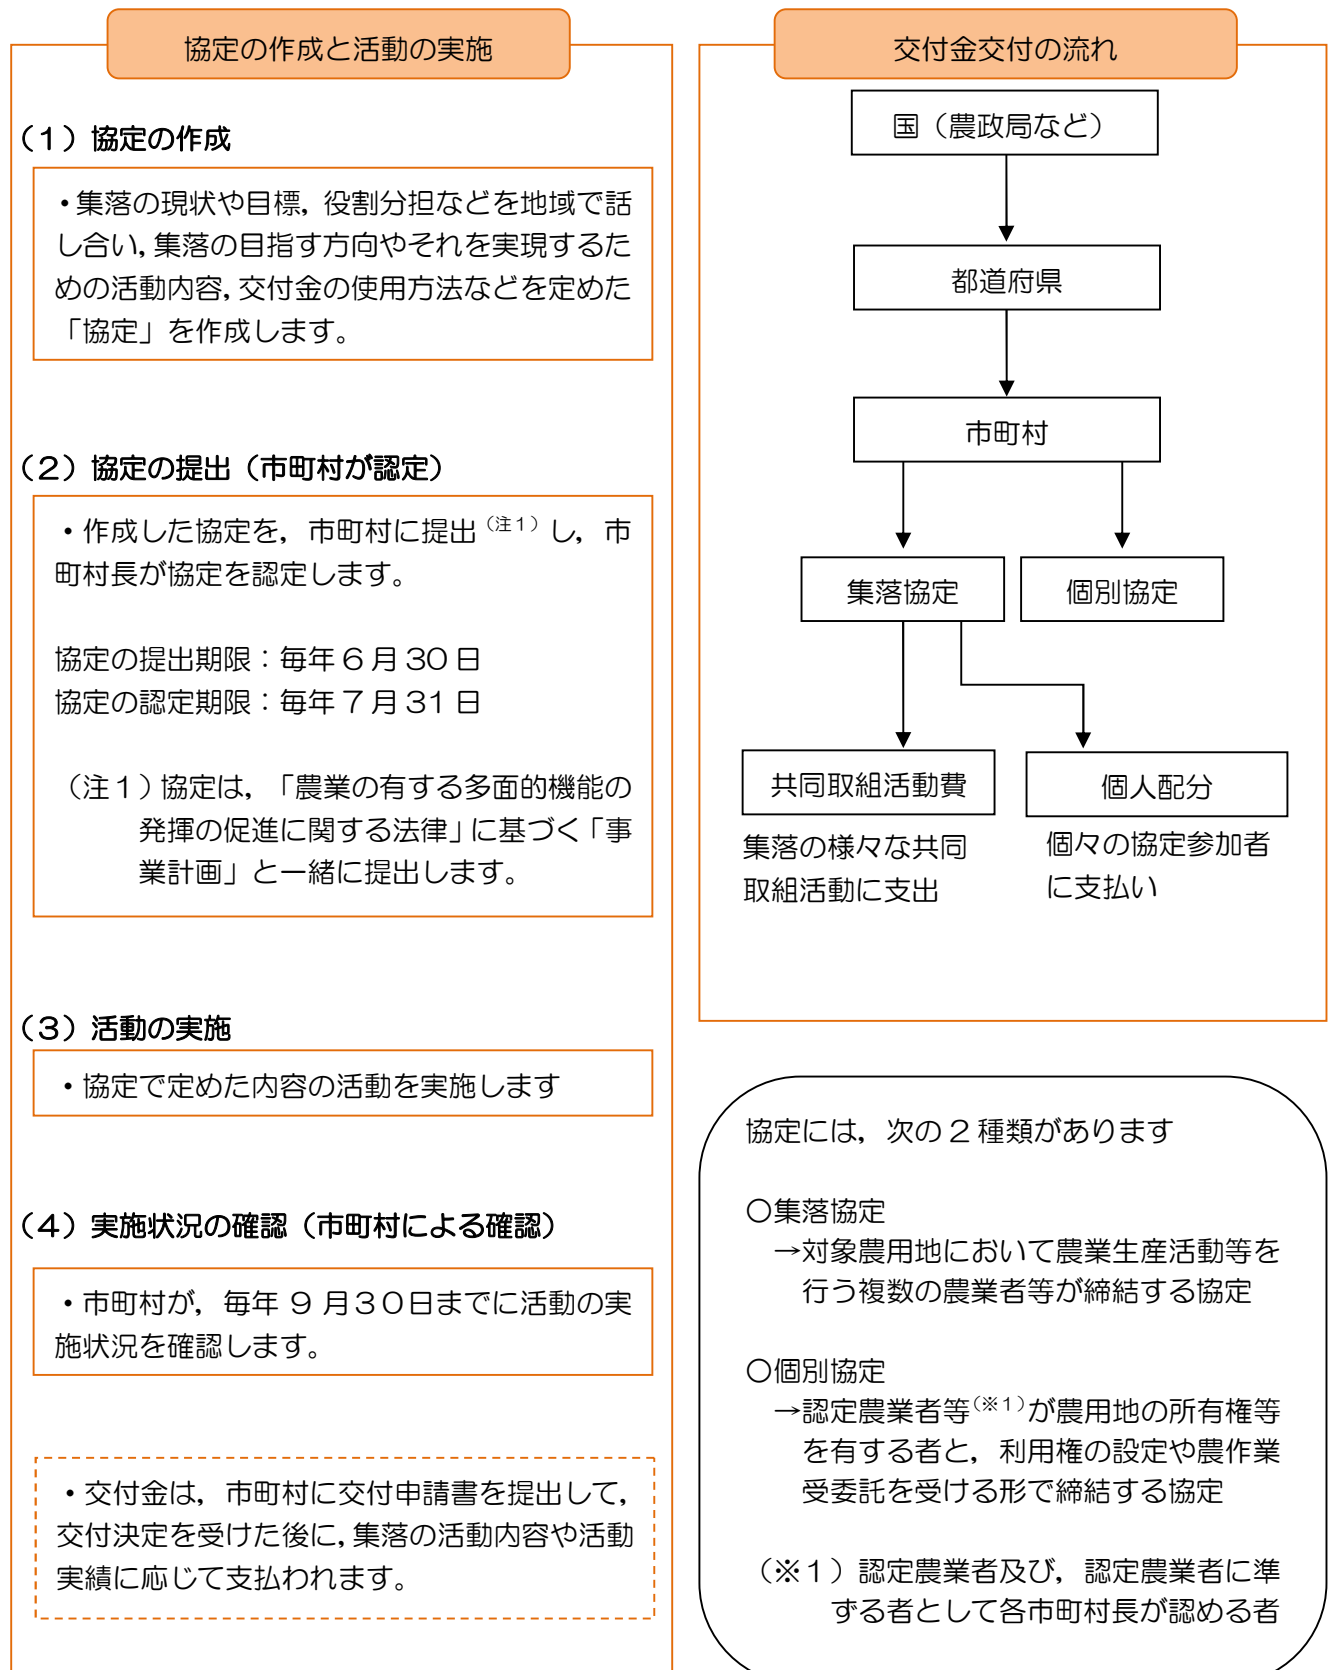 協定の作成と活動の実施
（１）協定の作成
・集落の現状や目標，役割分担などを地域で話
し合い，集落の目指す方向やそれを実現するた
めの活動内容，交付金の使用方法などを定めた
「協定」を作成します。
（２）協定の提出（市町村が認定）
・作成した協定を，市町村に提出（注１）し，市
町村長が協定を認定します。
協定の提出期限：毎年６月30日
協定の認定期限：毎年７月31日
（注１）協定は，「農業の有する多面的機能の
発揮の促進に関する法律」に基づく「事
業計画」と一緒に提出します。
（３）活動の実施
・協定で定めた内容の活動を実施します
（４）実施状況の確認（市町村による確認）
・市町村が，毎年 ９ 月３０日までに活動の実
施状況を確認します。
・交付金は，市町村に交付申請書を提出して，
交付決定を受けた後に，集落の活動内容や活動
実績に応じて支払われます。
交付金交付の流れ
国（農政局など）
都道府県
市町村
集落協定
個別協定
共同取組活動費
個人配分
集落の様々な共同
取組活動に支出
個々の協定参加者
に支払い
協定には，次の２種類があります
○集落協定
→対象農用地において農業生産活動等を
行う複数の農業者等が締結する協定
○個別協定
→認定農業者等（※１）が農用地の所有権等
を有する者と，利用権の設定や農作業
受委託を受ける形で締結する協定
（※１）認定農業者及び，認定農業者に準
ずる者として各市町村長が認める者